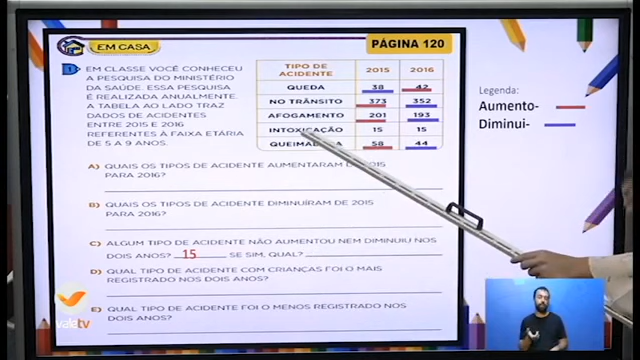 EM CASA
PÁGINA 120
1 EM CLASSE VOCÊ CONHECEU
A PESQUISA DO MINISTÉRIO
DA SAÚDE. ESSA PESQUISA
É REALIZADA ANUALMENTE.
A TABELA AO LADO TRAZ
DADOS DE ACIDENTES
ENTRE 2015 E 2016
REFERENTES À FAIXA ETÁRIA
DE 5 A 9 ANOS.
TIPO DE ACIDENTE 2015 2016
QUEDA 38 42
NO TRÂNSITO 373 352
AFOGAMENTO 201 193
INTOXICAÇÃO 15 15
QUEIMADURA 58 44
Legenda:
Aumento-
Diminui-
A) QUAIS OS TIPOS DE ACIDENTE AUMENTARAM DE 2015
PARA 2016?
B) QUAIS OS TIPOS DE ACIDENTE DIMINUÍRAM DE 2015
PARA 2016?
C) ALGUM TIPO DE ACIDENTE NÃO AUMENTOU NEM DIMINUIU NOS
DOIS ANOS? 15 SE SIM, QUAL?
D) QUAL TIPO DE ACIDENTE COM CRIANÇAS FOI O MAIS
REGISTRADO NOS DOIS ANOS?
E) QUAL TIPO DE ACIDENTE FOI O MENOS REGISTRADO NOS
DOIS ANOS?
valetv